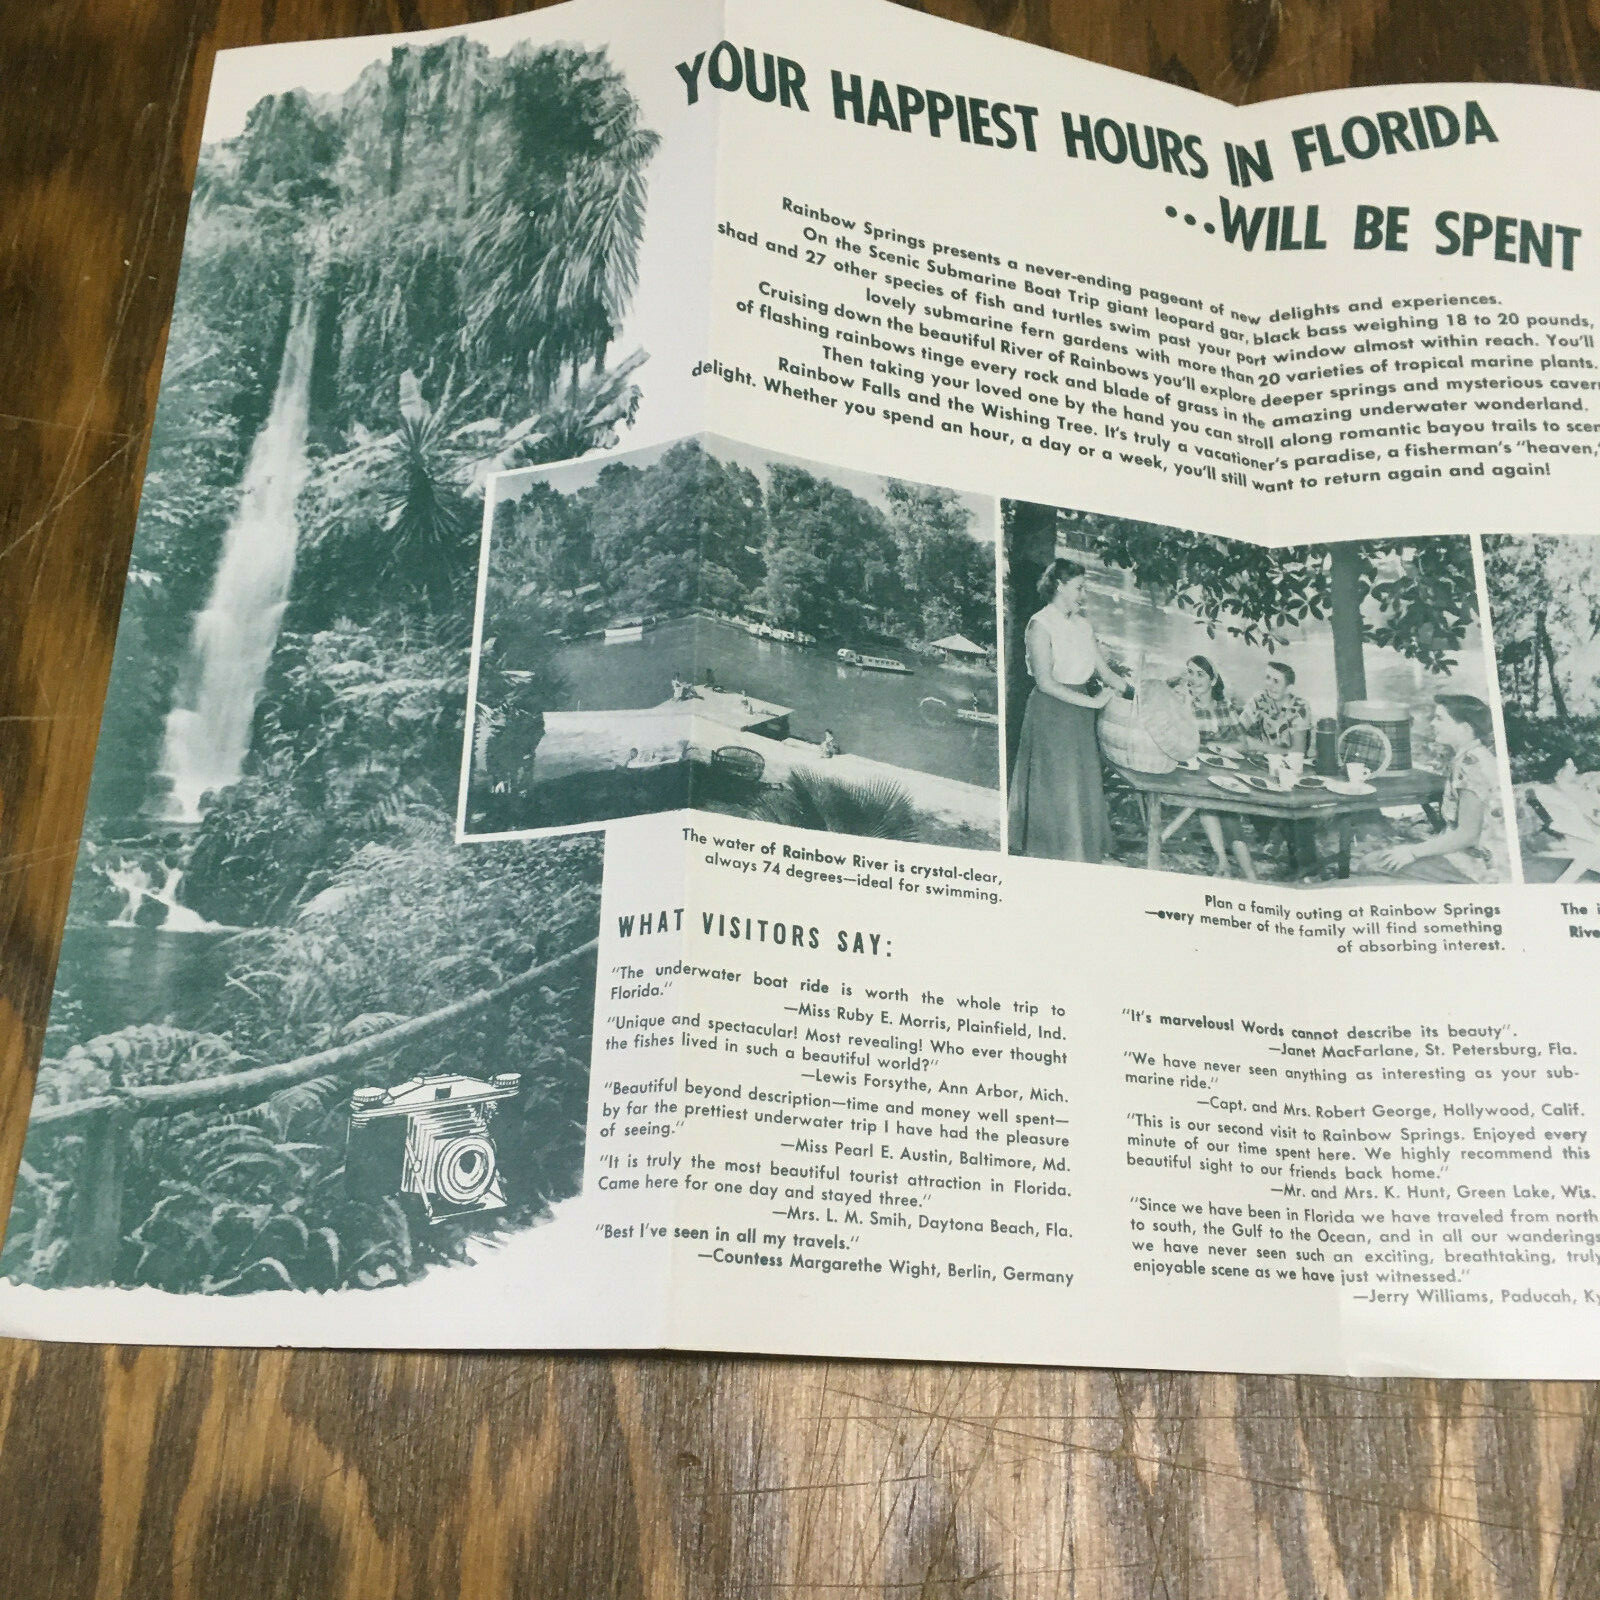 YOUR HAPPIEST HOURS IN FLORIDA
...WILL BE SPENT
Rainbow Springs presents a never-ending pageant of new delights and experiences.
On the Scenic Submarine Boat Trip giant leopard gar, black bass weighing 18 to 20 pounds,
shad and 27 other species of fish and turtles swim past your port window almost within reach. You'll
lovely submarine fern gardens with more than 20 varieties of tropical marine plants.
Cruising down the beautiful River of Rainbows you'll explore deeper springs and mysterious
of flashing rainbows tinge every rock and blade of grass in the amazing underwater wonderland.
Then taking your loved one by the hand you can stroll along romantic bayou trails to
Rainbow Falls and the Wishing Tree. It's truly a vacationer's paradise, a fisherman's "heaven,"
delight. Whether you spend an hour, a day or a week, you'll still want to return again and again!
The water of Rainbow River is crystal-clear,
always 74 degrees—ideal for swimming.
Plan a family outing at Rainbow Springs
—every member of the family will find something
of absorbing interest.
The
Rive
WHAT VISITORS SAY:
"The underwater boat ride is worth the whole trip to
Florida."
—Miss Ruby E. Morris, Plainfield, Ind.
"Unique and spectacular! Most revealing! Who ever thought
the fishes lived in such a beautiful world?"
—Lewis Forsythe, Ann Arbor, Mich.
"Beautiful beyond description—time and money well spent—
by far the prettiest underwater trip I have had the pleasure
of seeing."
—Miss Pearl E. Austin, Baltimore, Md.
"It is truly the most beautiful tourist attraction in Florida.
Came here for one day and stayed three."
—Mrs. L. M. Smih, Daytona Beach, Fla.
"Best I've seen in all my travels."
—Countess Margarethe Wight, Berlin, Germany
"It's marvelous! Words cannot describe its beauty".
—Janet MacFarlane, St. Petersburg, Fla.
"We have never seen anything as interesting as your sub-
marine ride."
—Capt. and Mrs. Robert George, Hollywood, Calif.
"This is our second visit to Rainbow Springs. Enjoyed every
minute of our time spent here. We highly recommend this
beautiful sight to our friends back home."
—Mr. and Mrs. K. Hunt, Green Lake, Wis.
"Since we have been in Florida we have traveled from north
to south, the Gulf to the Ocean, and in all our wanderings
we have never seen such an exciting, breathtaking, truly
enjoyable scene as we have just witnessed."
—Jerry Williams, Paducah, Ky